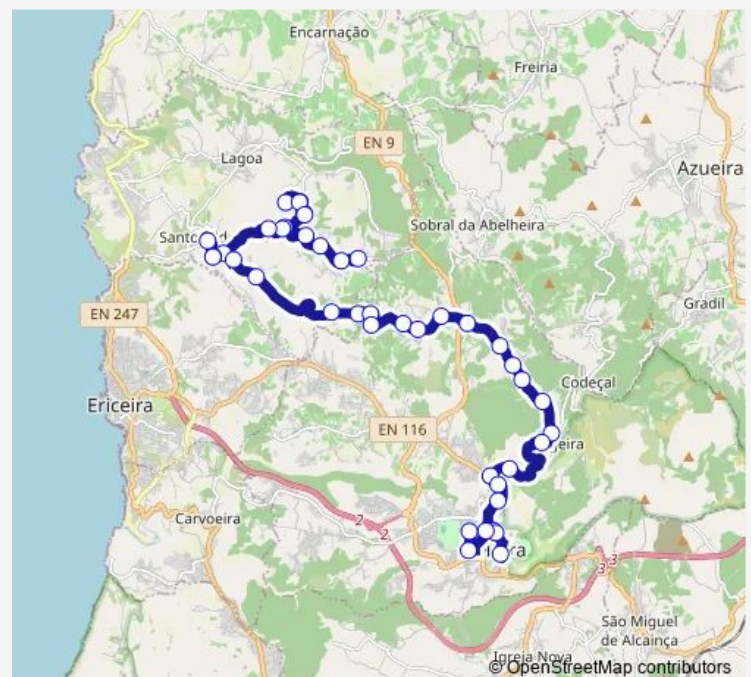 Encarnação
Freiria
EN 9
Lagoa
Azueira
Sobral da Abelheira
EN 247
Gradil
Codeçal
Ericeira
EN 116
Carvoeira
2
2
3
3
São Miguel
de Alcainça
Igreja Nova
© OpenStreetMap contributors